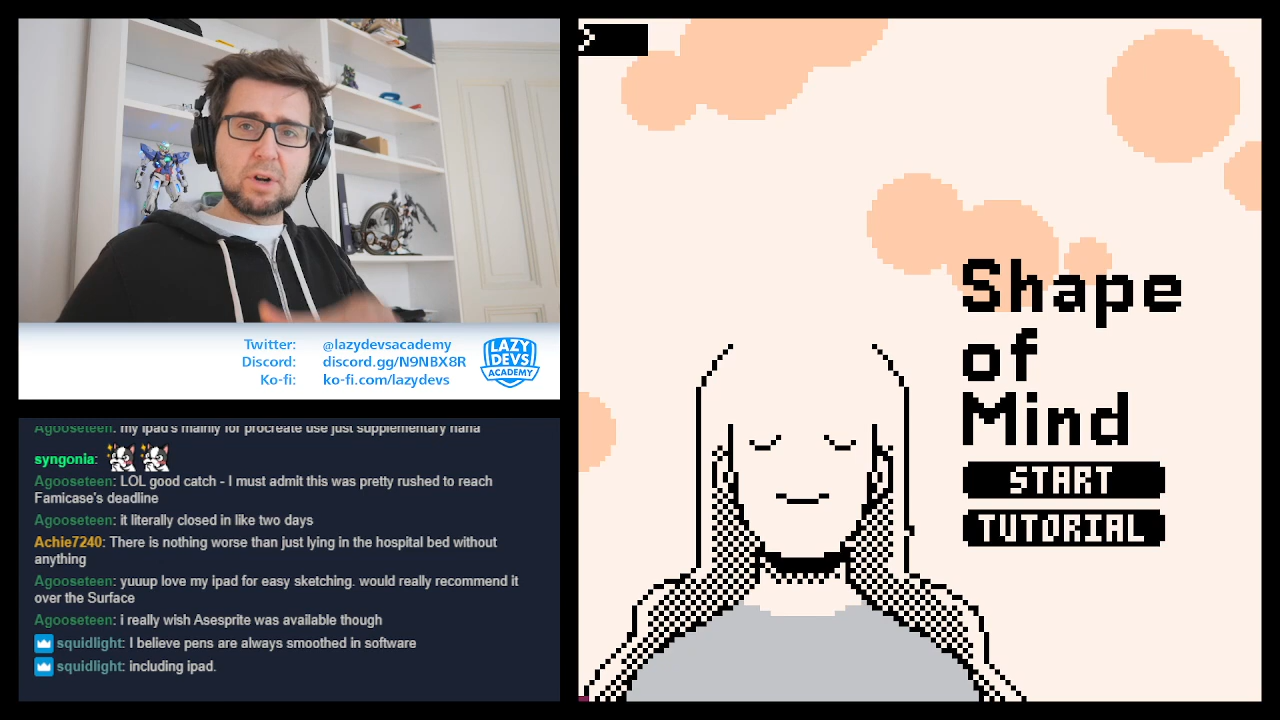 Twitter: @lazydevsacademy
Discord: discord.gg/N9NBX8R
Ko-fi: ko-fi.com/lazydevs
LAZY
DEVS
ACADEMY
Agooseteen: my ipad's mainly for procreate use just supplementary haha
syngonia:
Agooseteen: LOL good catch - I must admit this was pretty rushed to reach
Famicase's deadline
Agooseteen: it literally closed in like two days
Achie7240: There is nothing worse than just lying in the hospital bed without
anything
Agooseteen: yuuup love my ipad for easy sketching. would really recommend it
over the Surface
Agooseteen: i really wish Asesprite was available though
squidlight: I believe pens are always smoothed in software
squidlight: including ipad.
Shape
of
Mind
START
TUTORIAL